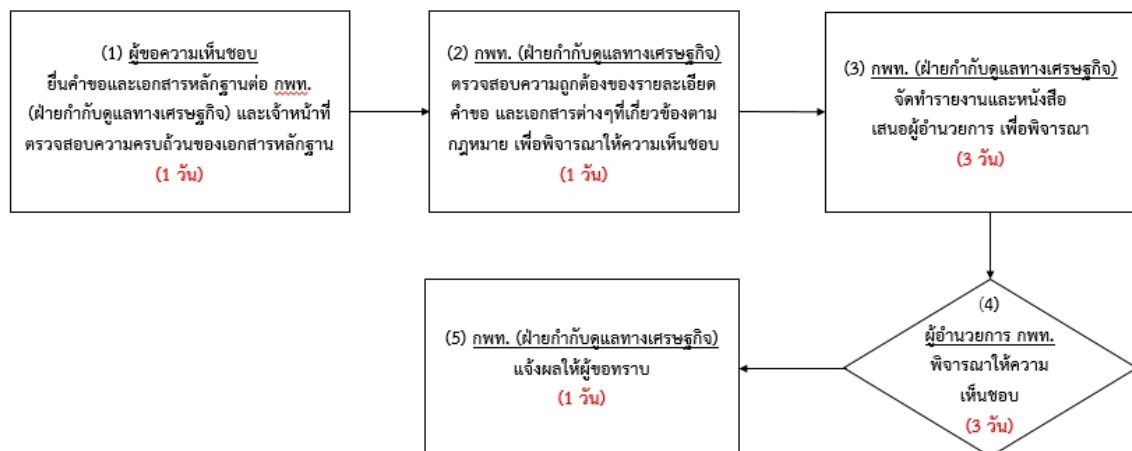 (1) ผู้ขอความเห็นชอบ
ยื่นคำขอและเอกสารหลักฐานต่อ กพท.
(ฝ่ายกำกับดูแลทางเศรษฐกิจ) และเจ้าหน้าที่
ตรวจสอบความครบถ้วนของเอกสารหลักฐาน
(1 วัน)
(2) กพท. (ฝ่ายกำกับดูแลทางเศรษฐกิจ)
ตรวจสอบความถูกต้องของรายละเอียด
คำขอ และเอกสารต่างๆที่เกี่ยวข้องตาม
กฎหมาย เพื่อพิจารณาให้ความเห็นชอบ
(1 วัน)
(3) กพท. (ฝ่ายกำกับดูแลทางเศรษฐกิจ)
จัดทำรายงานและหนังสือ
เสนอผู้อำนวยการ เพื่อพิจารณา
(3 วัน)
(4)
ผู้อำนวยการ กพท.
พิจารณาให้ความ
เห็นชอบ
(3 วัน)
(5) กพท. (ฝ่ายกำกับดูแลทางเศรษฐกิจ)
แจ้งผลให้ผู้ขอทราบ
(1 วัน)